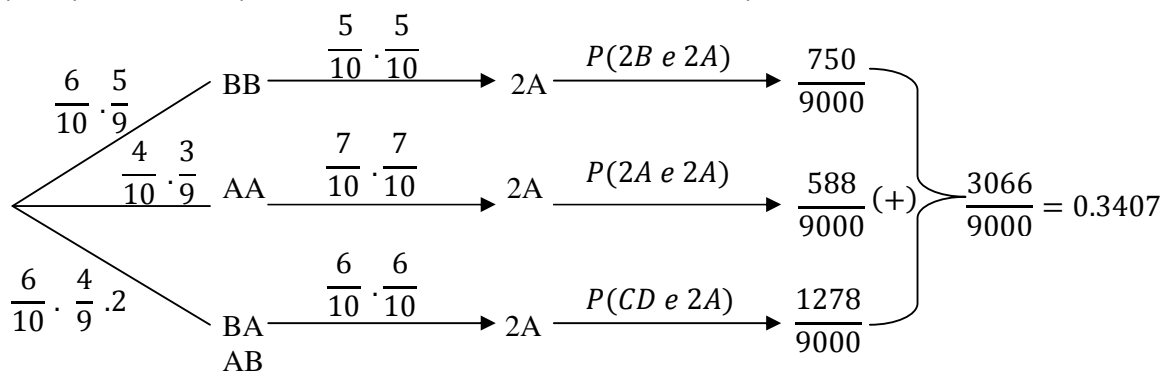 6/10 . 5/9 BB 5/10 . 5/10 2A P(2B e 2A) 750/9000
4/10 . 3/9 AA 7/10 . 7/10 2A P(2A e 2A) 588/9000 (+) 3066/9000 = 0.3407
6/10 . 4/9 .2 BA 6/10 . 6/10 2A P(CD e 2A) 1278/9000
AB